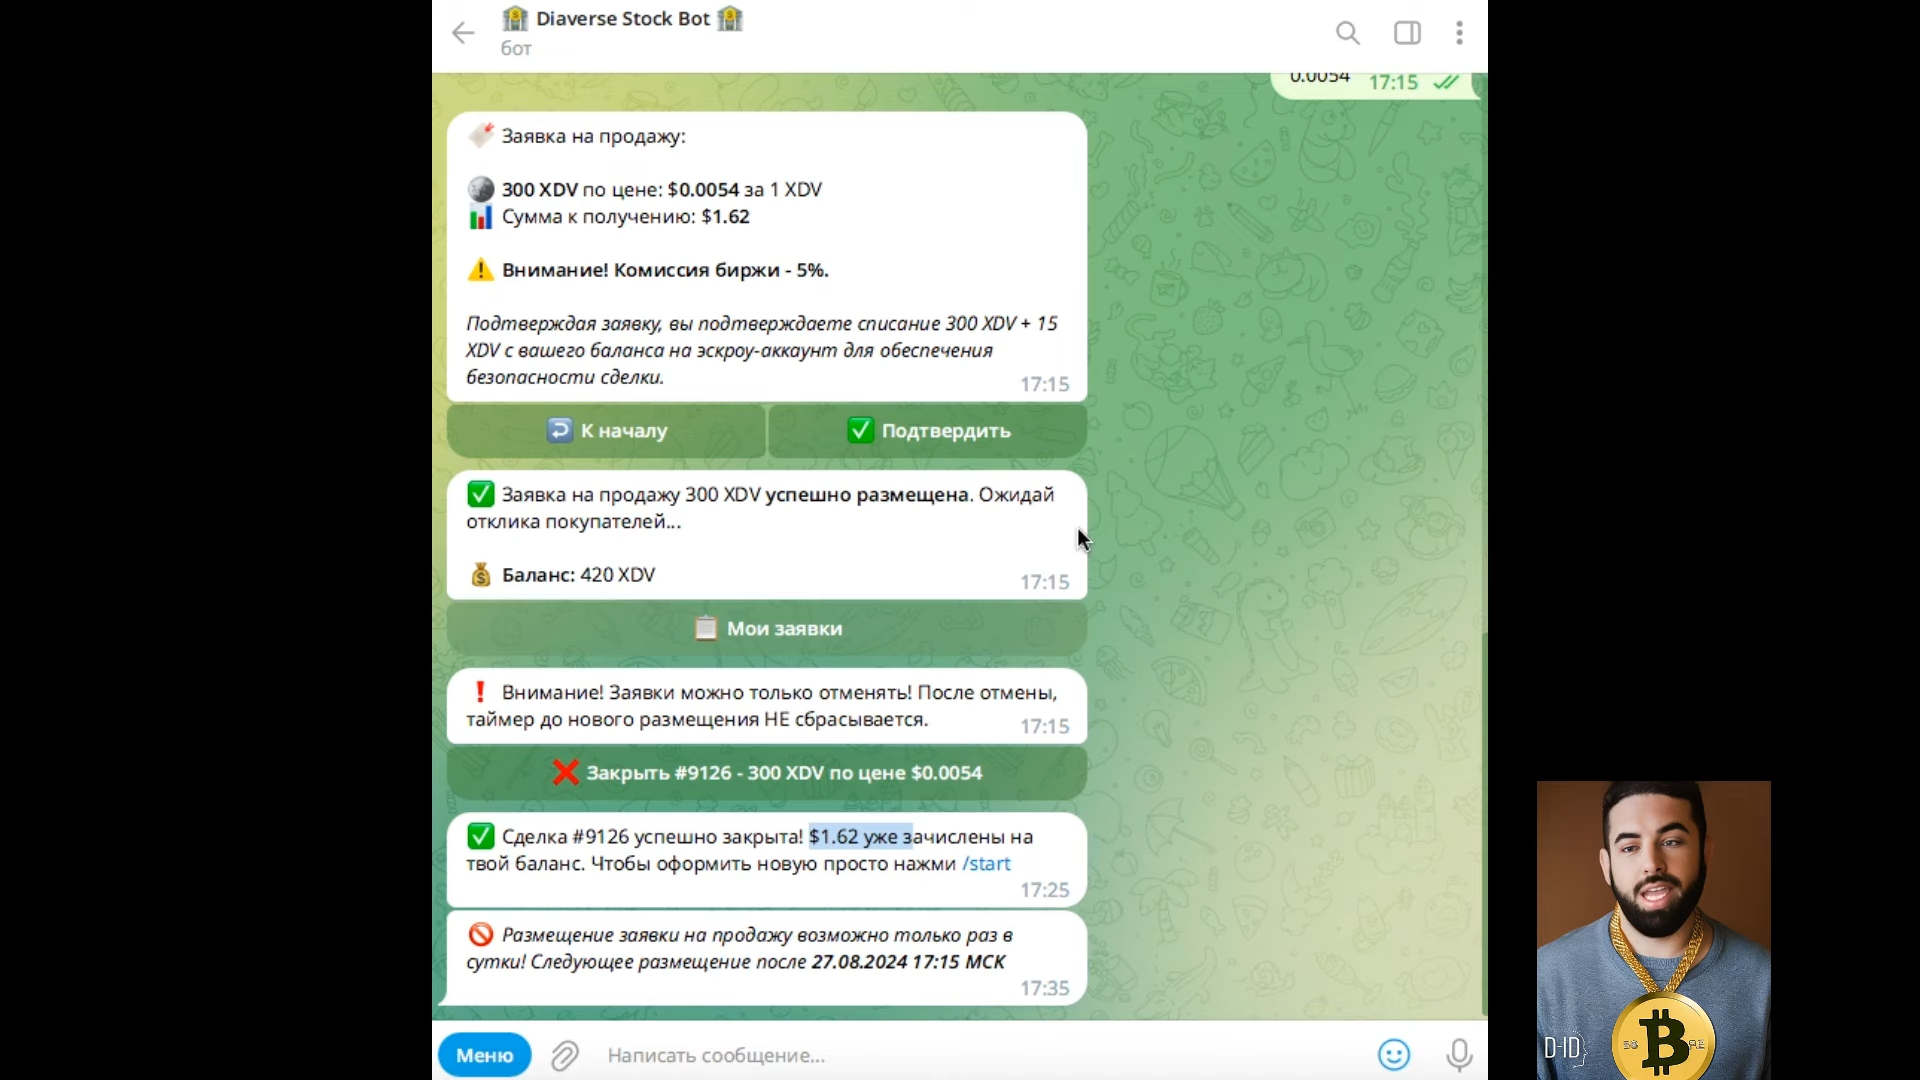 Diaverse Stock Bot
бот
0.0054 17:15
Заявка на продажу:
300 XDV по цене: $0.0054 за 1 XDV
Сумма к получению: $1.62
Внимание! Комиссия биржи - 5%.
Подтверждая заявку, вы подтверждаете списание 300 XDV + 15
XDV с вашего баланса на эскроу-аккаунт для обеспечения
безопасности сделки.
17:15
К началу
Подтвердить
Заявка на продажу 300 XDV успешно размещена. Ожидай
отклика покупателей...
Баланс: 420 XDV
17:15
Мои заявки
Внимание! Заявки можно только отменять! После отмены,
таймер до нового размещения НЕ сбрасывается.
17:15
Закрыть #9126 - 300 XDV по цене $0.0054
Сделка #9126 успешно закрыта! $1.62 уже зачислены на
твой баланс. Чтобы оформить новую просто нажми /start
17:25
Размещение заявки на продажу возможно только раз в
сутки! Следующее размещение после 27.08.2024 17:15 МСК
17:35
Меню
Написать сообщение...
D-ID